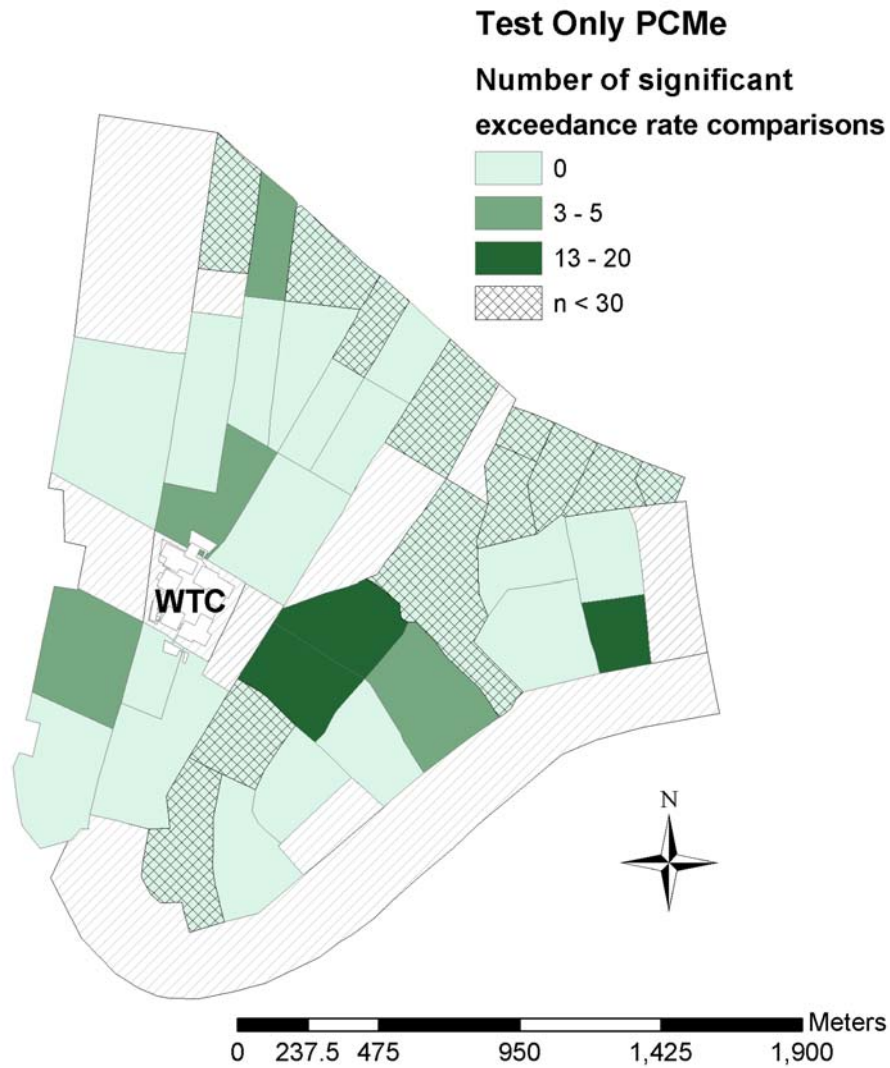 Test Only PCMe
Number of significant
exceedance rate comparisons
0
3 - 5
13 - 20
n < 30
WTC
N
Meters
0 237.5 475 950 1,425 1,900